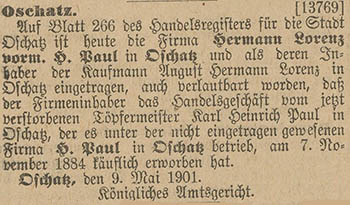 Oschatz. [13769]
Auf Blatt 266 des Handelsregisters für die Stadt
Oschatz ist heute die Firma Hermann Lorenz
vorm. H. Paul in Oschatz und als deren In-
haber der Kaufmann August Hermann Lorenz in
Oschatz eingetragen, auch verlautbart worden, daß
der Firmeninhaber das Handelsgeschäft vom jetzt
verstorbenen Töpfermeister Karl Heinrich Paul in
Oschatz, der es unter der nicht eingetragen gewesenen
Firma H. Paul in Oschatz betrieb, am 7. No-
vember 1884 käuflich erworben hat.
Oschatz, den 9. Mai 1901.
Königliches Amtsgericht.